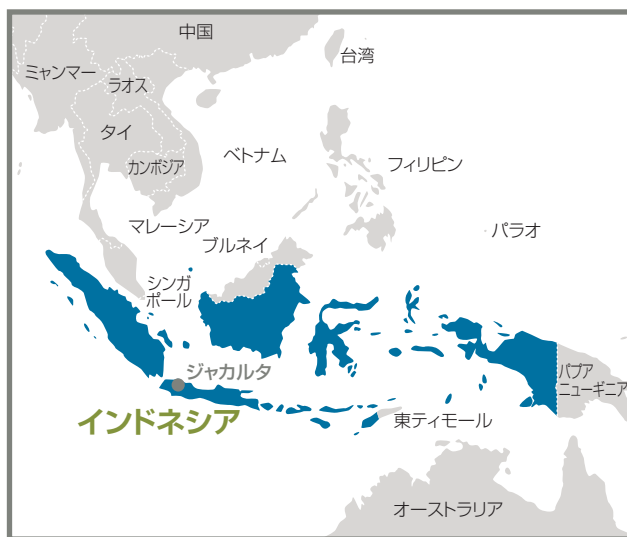 中国
台湾
ミャンマー
ラオス
タイ
ベトナム
カンボジア
フィリピン
マレーシア
ブルネイ
パラオ
シンガ
ポール
ジャカルタ
パプア
ニューギニア
インドネシア
東ティモール
オーストラリア